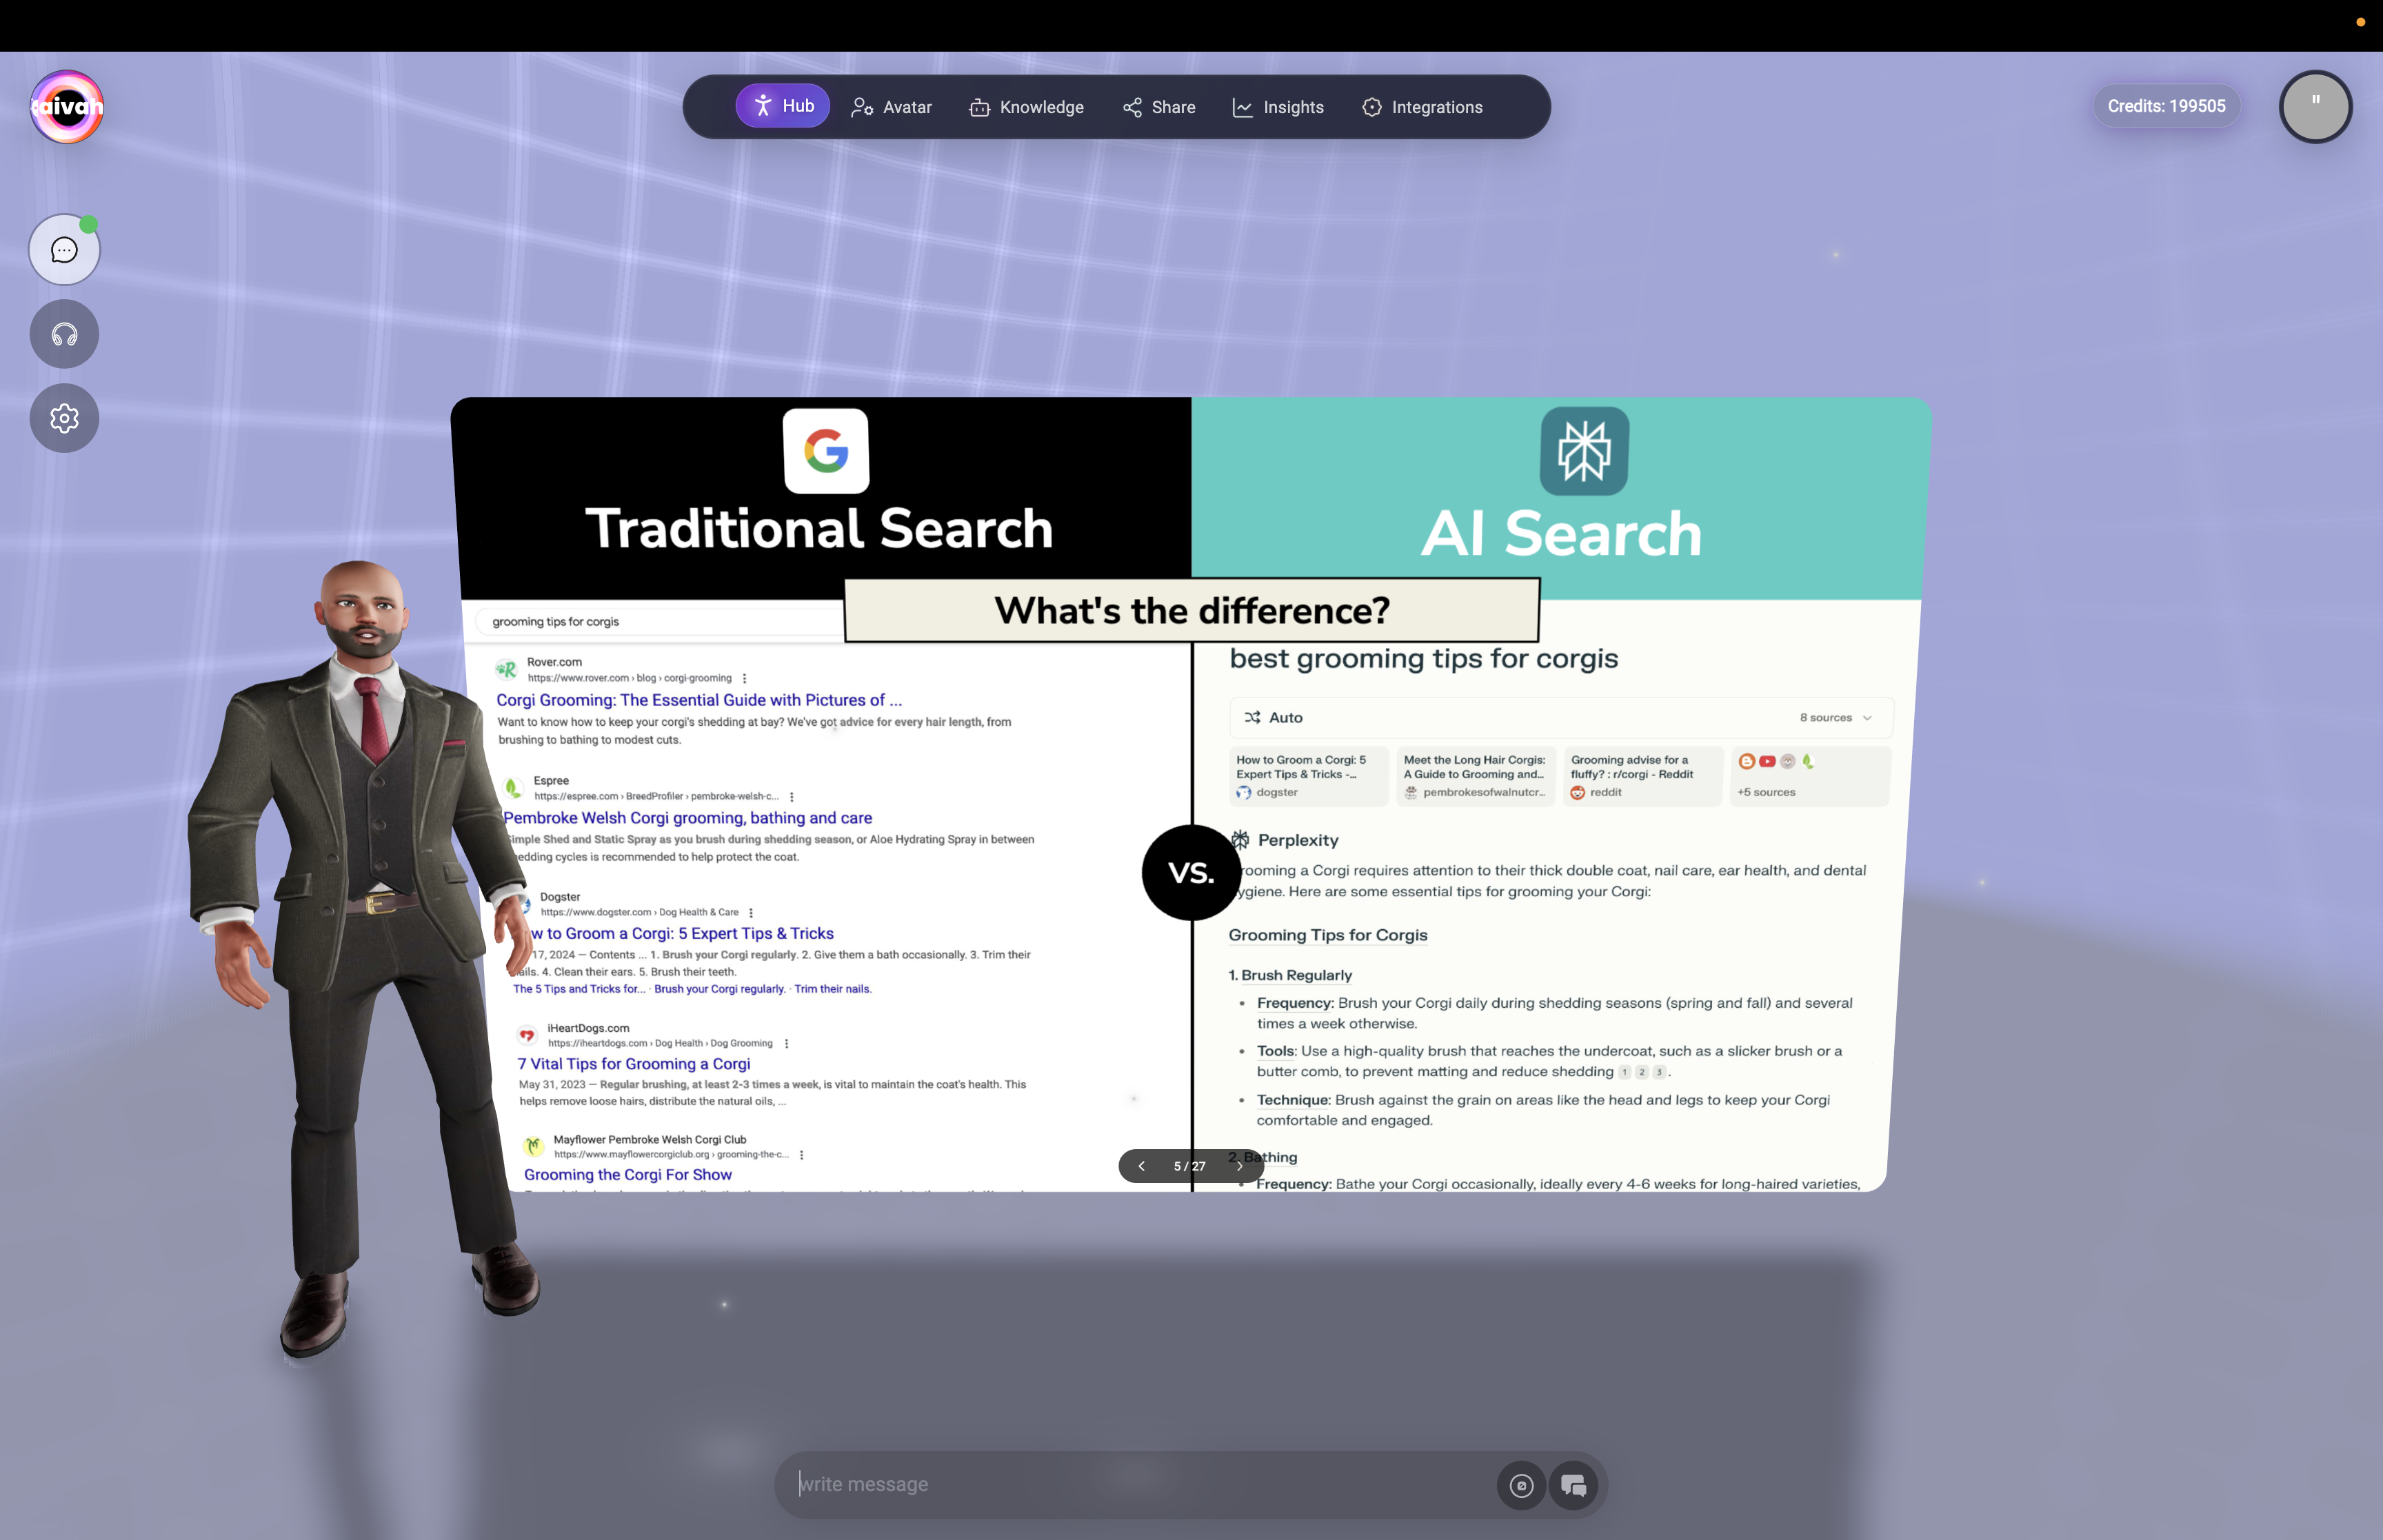 aivah
Hub
Avatar
Knowledge
Share
Insights
Integrations
Credits: 199505
"
Traditional Search
AI Search
What's the difference?
grooming tips for corgis
Rover.com
https://www.rover.com › blog › corgi-grooming
Corgi Grooming: The Essential Guide with Pictures of ...
Want to know how to keep your corgi's shedding at bay? We've got advice for every hair length, from
brushing to bathing to modest cuts.
Espree
https://espree.com › BreedProfiler › pembroke-welsh-c...
Pembroke Welsh Corgi grooming, bathing and care
Simple Shed and Static Spray as you brush during shedding season, or Aloe Hydrating Spray in between
hedding cycles is recommended to help protect the coat.
Dogster
https://www.dogster.com › Dog Health & Care
w to Groom a Corgi: 5 Expert Tips & Tricks
17, 2024 — Contents ... 1. Brush your Corgi regularly. 2. Give them a bath occasionally. 3. Trim their
nails. 4. Clean their ears. 5. Brush their teeth.
The 5 Tips and Tricks for... · Brush your Corgi regularly. · Trim their nails.
iHeartDogs.com
https://iheartdogs.com › Dog Health › Dog Grooming
7 Vital Tips for Grooming a Corgi
May 31, 2023 — Regular brushing, at least 2-3 times a week, is vital to maintain the coat's health. This
helps remove loose hairs, distribute the natural oils, ...
Mayflower Pembroke Welsh Corgi Club
https://www.mayflowercorgiclub.org › grooming-the-c...
Grooming the Corgi For Show
VS.
best grooming tips for corgis
Auto
8 sources
How to Groom a Corgi: 5
Expert Tips & Tricks -...
dogster
Meet the Long Hair Corgis:
A Guide to Grooming and...
pembrokesofwalnutcr...
Grooming advise for a
fluffy? : r/corgi - Reddit
reddit
+5 sources
Perplexity
rooming a Corgi requires attention to their thick double coat, nail care, ear health, and dental
ygiene. Here are some essential tips for grooming your Corgi:
Grooming Tips for Corgis
1. Brush Regularly
• Frequency: Brush your Corgi daily during shedding seasons (spring and fall) and several
times a week otherwise.
• Tools: Use a high-quality brush that reaches the undercoat, such as a slicker brush or a
butter comb, to prevent matting and reduce shedding 1 2 3 .
• Technique: Brush against the grain on areas like the head and legs to keep your Corgi
comfortable and engaged.
2. Bathing
• Frequency: Bathe your Corgi occasionally, ideally every 4-6 weeks for long-haired varieties,
5 / 27
write message